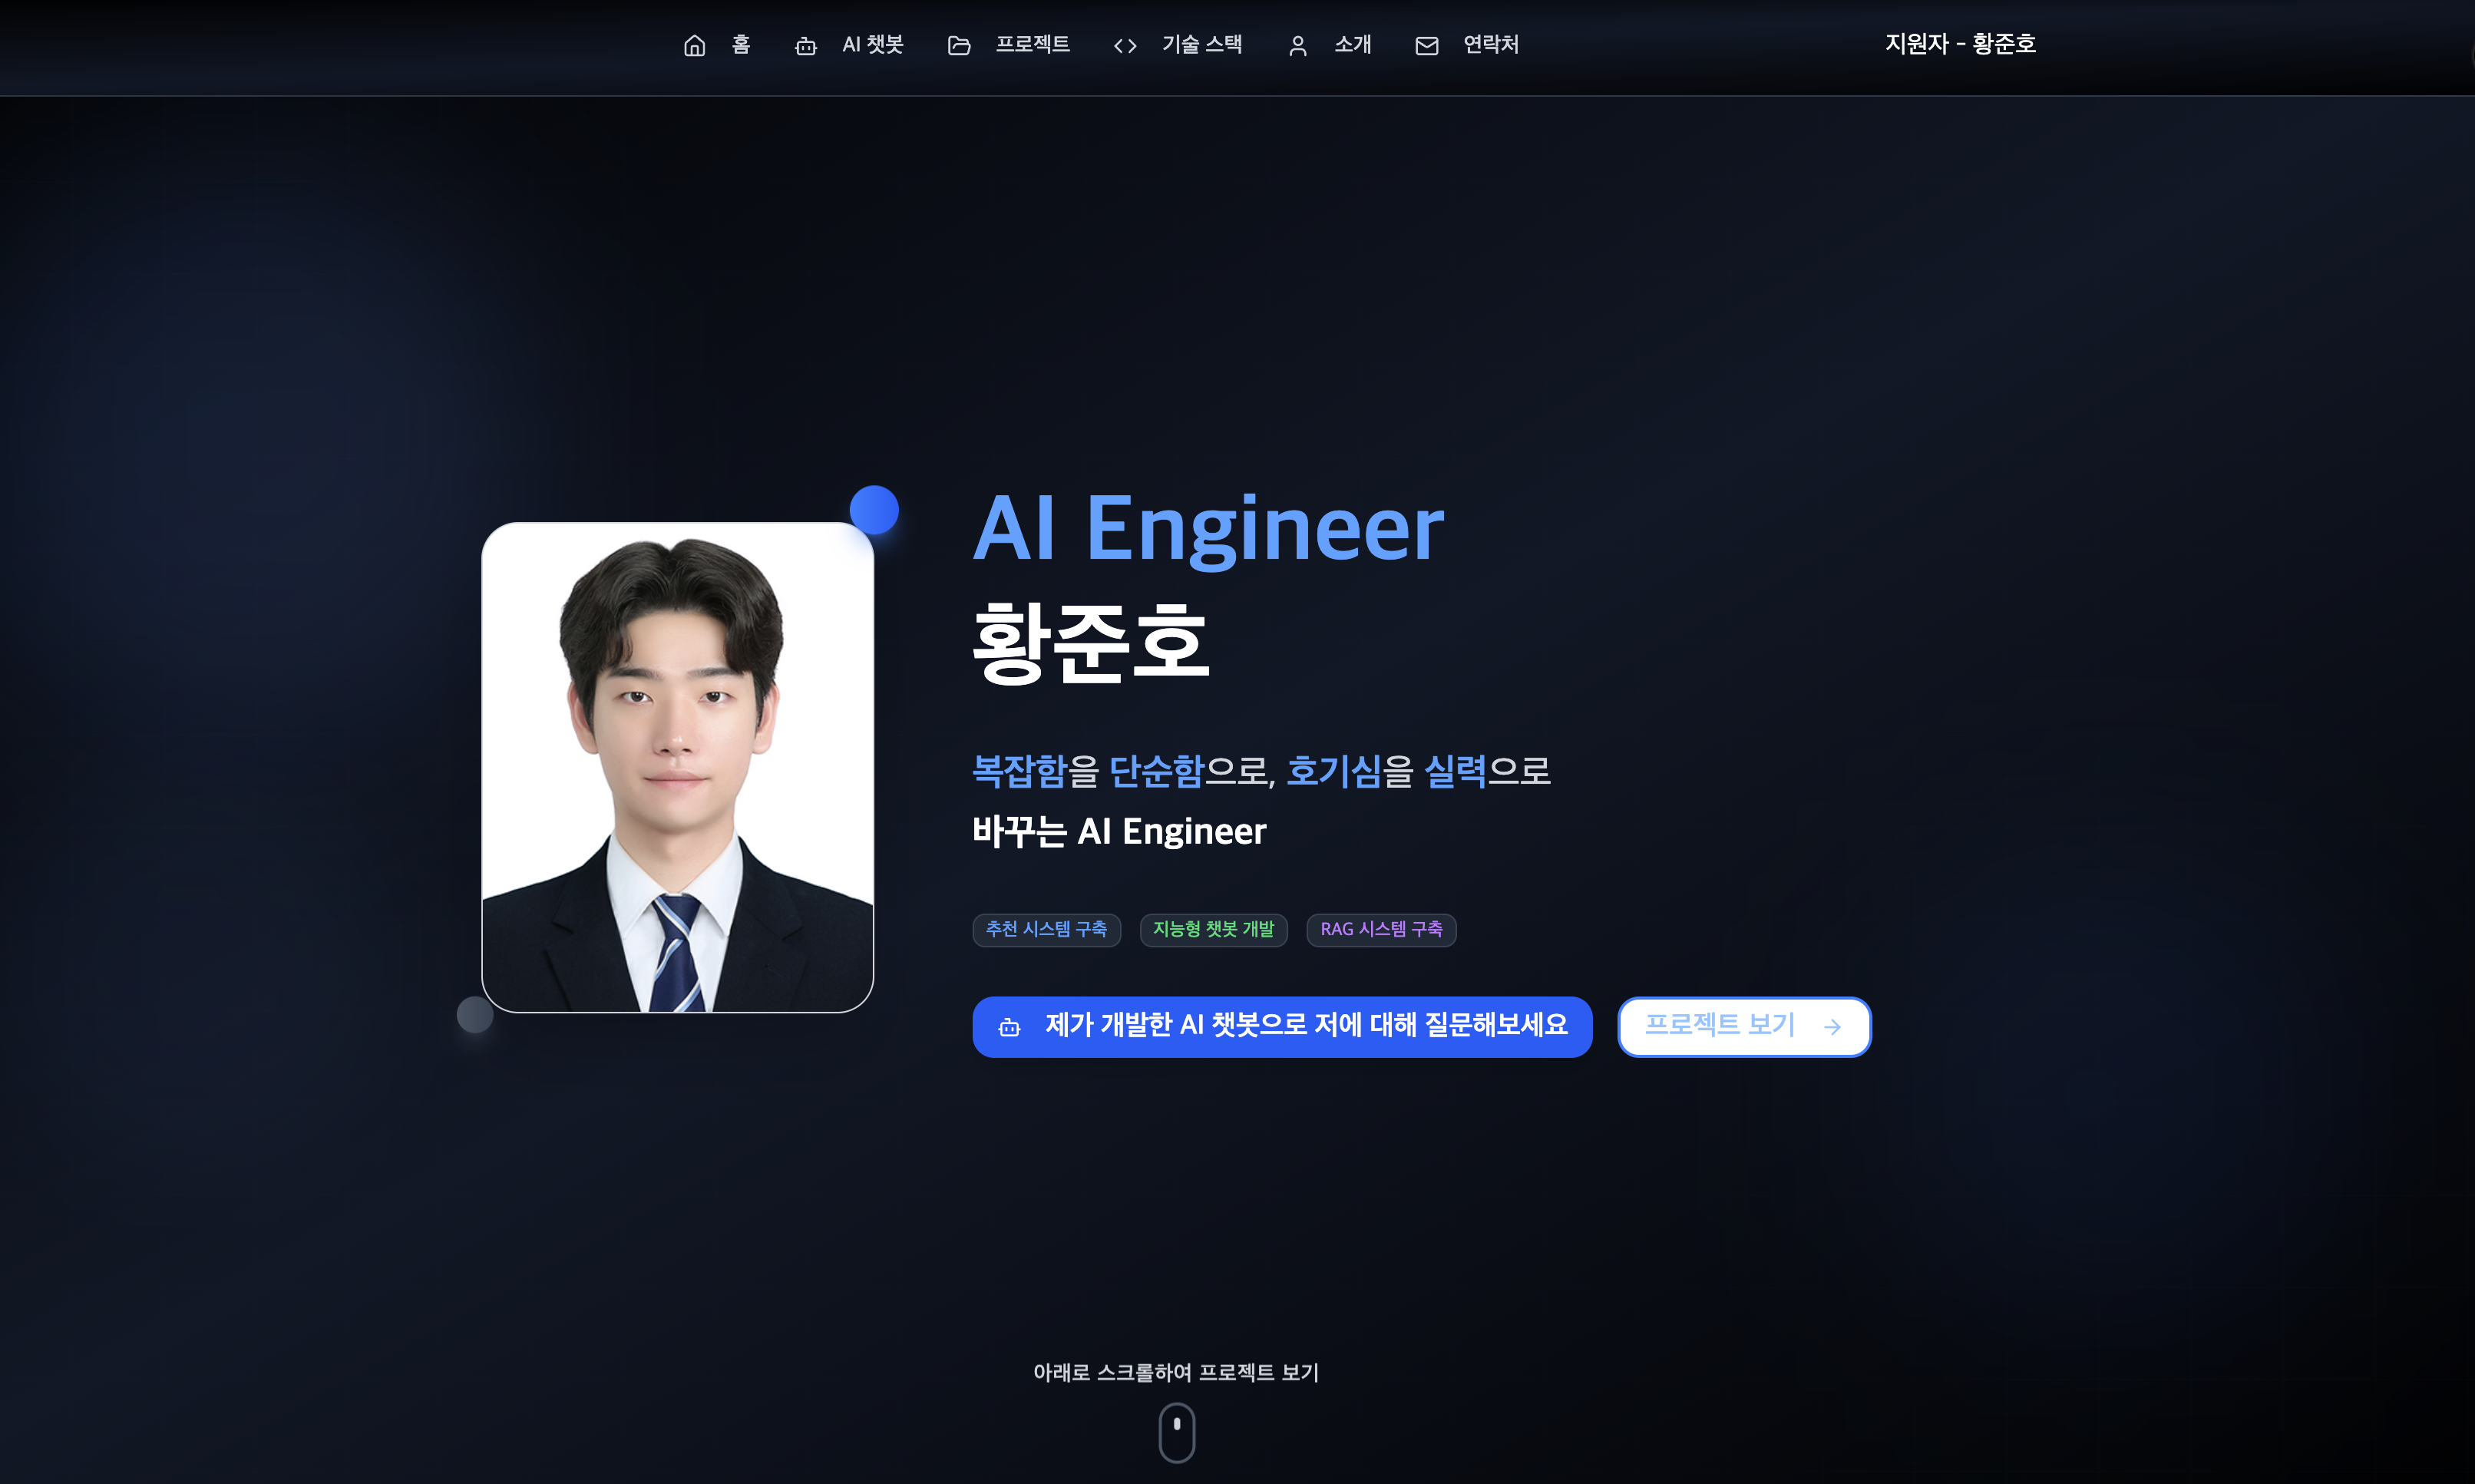 홈 AI 챗봇 프로젝트 기술 스택 소개 연락처 지원자 - 황준호
AI Engineer
황준호
복잡함을 단순함으로, 호기심을 실력으로
바꾸는 AI Engineer
추천 시스템 구축 지능형 챗봇 개발 RAG 시스템 구축
제가 개발한 AI 챗봇으로 저에 대해 질문해보세요 프로젝트 보기
아래로 스크롤하여 프로젝트 보기